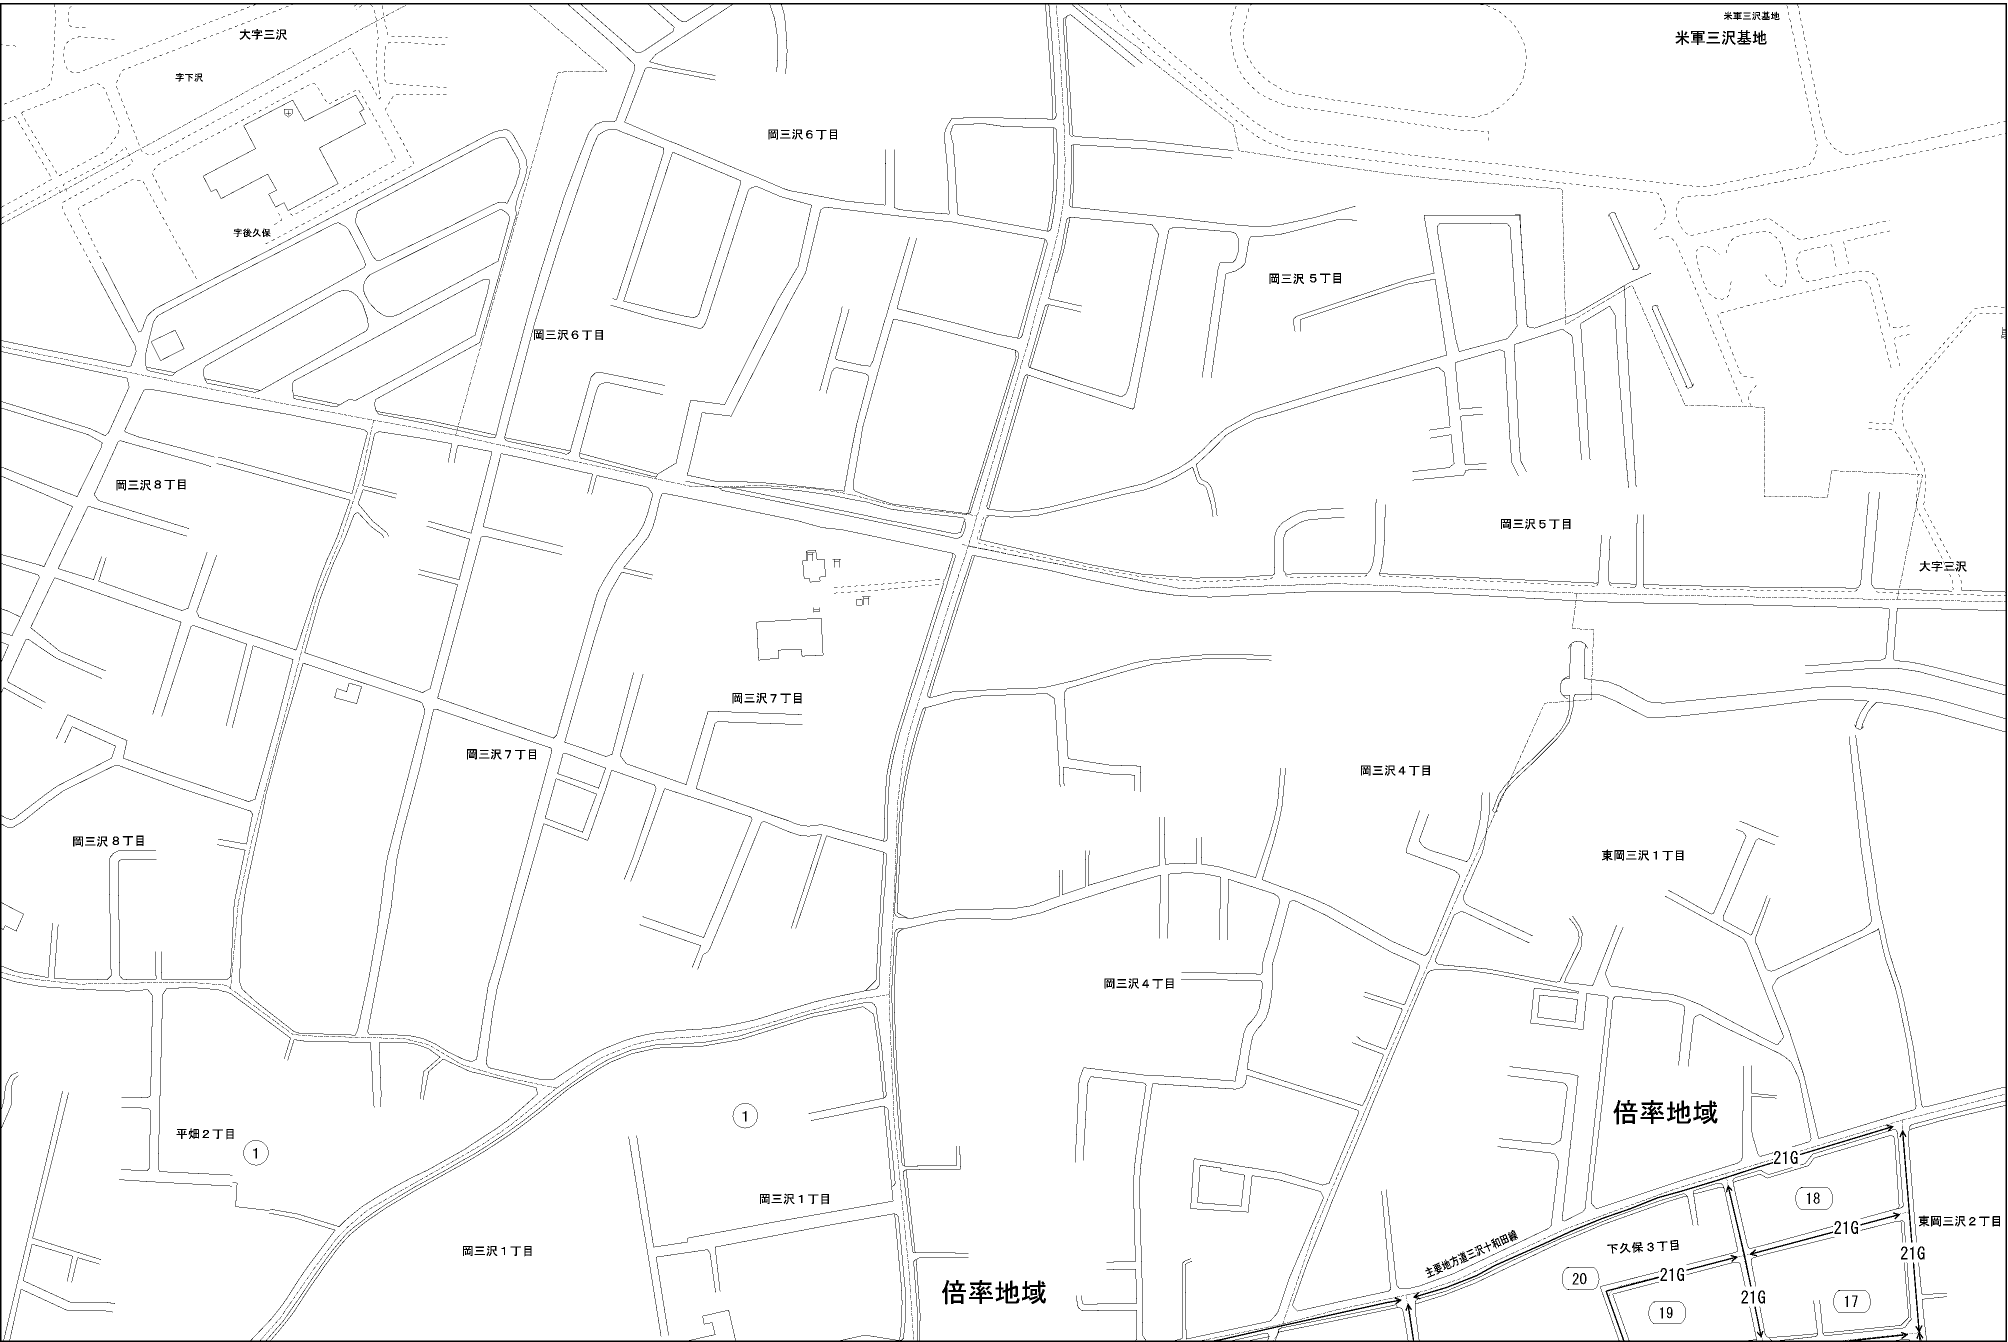 米軍三沢基地
大字三沢
米軍三沢基地
字下沢
岡三沢６丁目
字後久保
岡三沢５丁目
岡三沢６丁目
岡三沢８丁目
岡三沢５丁目
大字三沢
岡三沢７丁目
岡三沢７丁目
岡三沢４丁目
岡三沢８丁目
東岡三沢１丁目
岡三沢４丁目
倍率地域
1
平畑２丁目
1
21G
岡三沢１丁目
18
東岡三沢２丁目
21G
岡三沢１丁目
主要地方道三沢十和田線
下久保３丁目
21G
20
21G
倍率地域
21G
17
19